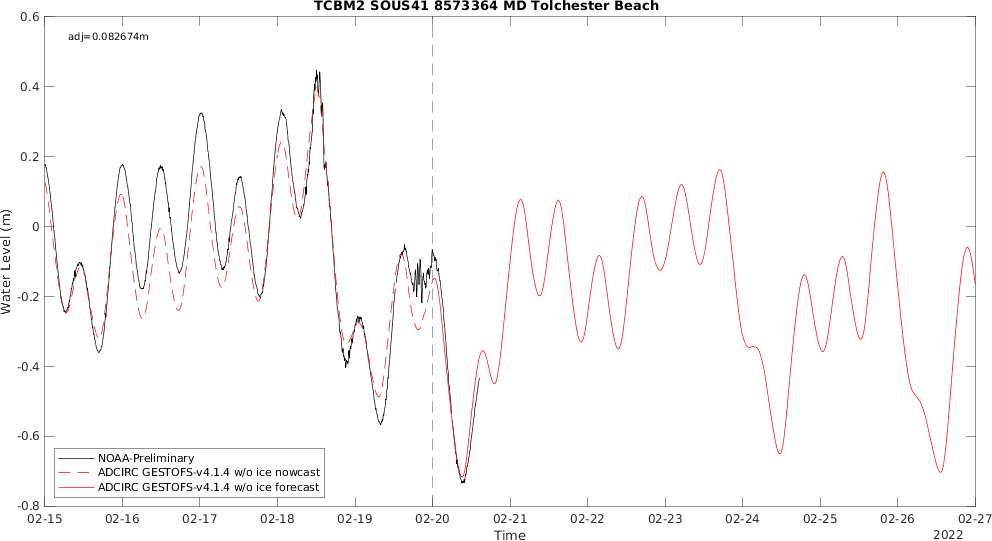 TCBM2 SOUS41 8573364 MD Tolchester Beach
adj=0.082674m
0.6
0.4
0.2
0
-0.2
-0.4
-0.6
-0.8
Water Level (m)
NOAA-Preliminary
ADCIRC GESTOFS-v4.1.4 w/o ice nowcast
ADCIRC GESTOFS-v4.1.4 w/o ice forecast
02-15 02-16 02-17 02-18 02-19 02-20 02-21 02-22 02-23 02-24 02-25 02-26 02-27
Time
2022